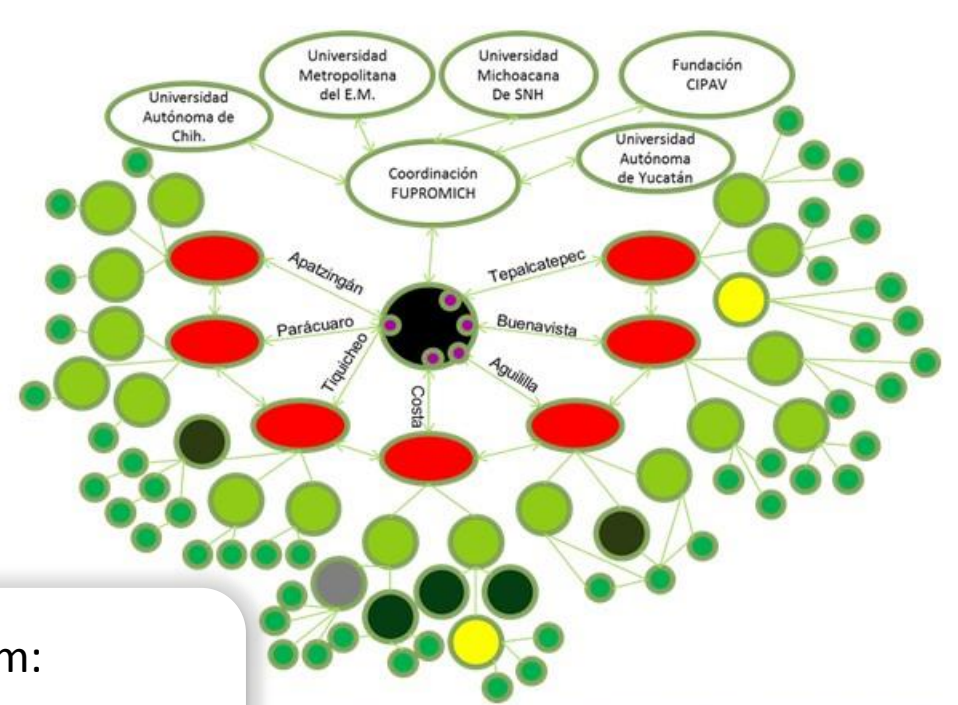 Universidad
Metropolitana
del E.M.
Universidad
Michoacana
De SNH
Fundación
CIPAV
Universidad
Autónoma de
Chih.
Universidad
Autónoma
de Yucatán
Coordinación
FUPROMICH
Apatzingán
Tepalcatepec
Parácuaro
Buenavista
Tiquicheo
Costa
Aguililla
m: